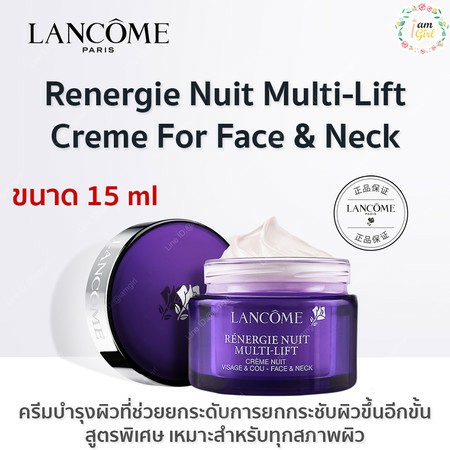 LANCÔME
PARIS
i am
Girl
Renergie Nuit Multi-Lift
Creme For Face & Neck
ขนาด 15 ml
正品保证
LANCÔME
PARIS
正品保证
LANCÔME
LANCÔME
RÉNERGIE NUIT
MULTI-LIFT
CRÈME NUIT
VISAGE & COU - FACE & NECK
ครีมบำรุงผิวที่ช่วยยกระดับการยกกระชับผิวขึ้นอีกขั้น
สูตรพิเศษ เหมาะสำหรับทุกสภาพผิว